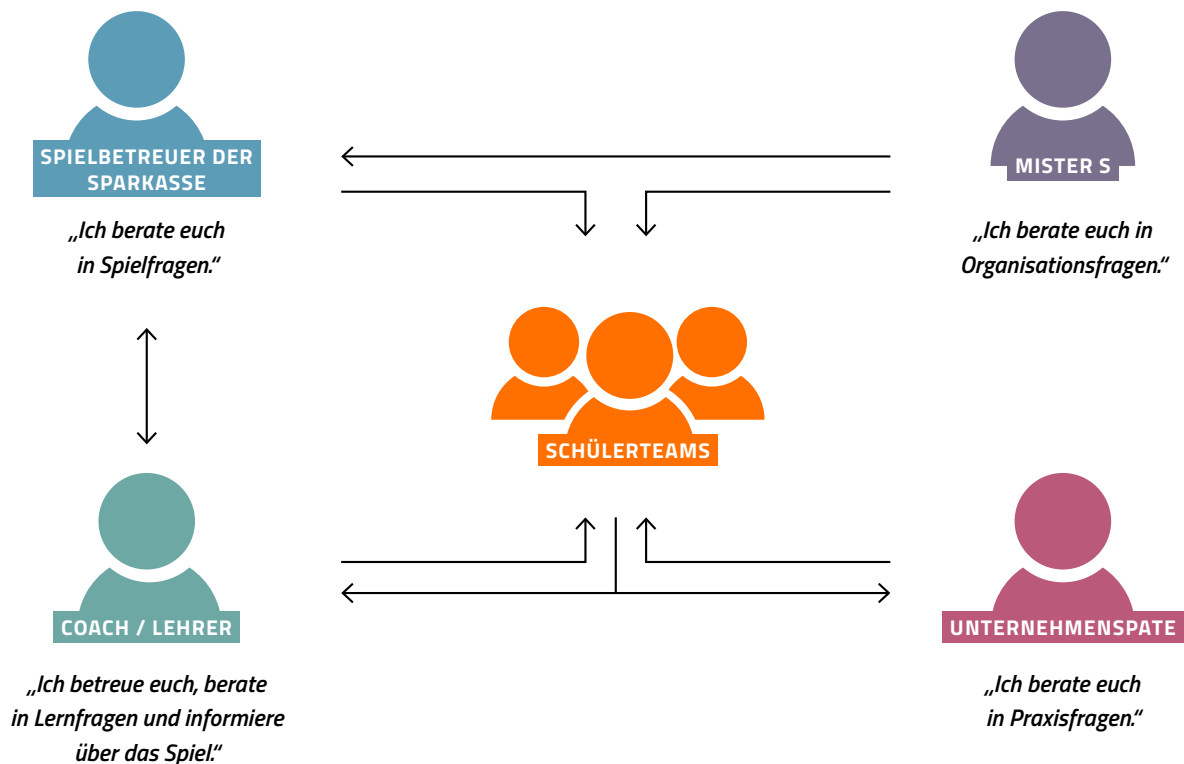 SPIELBETREUER DER
SPARKASSE
„Ich berate euch
in Spielfragen.“
MISTER S
„Ich berate euch in
Organisationsfragen.“
SCHÜLERTEAMS
COACH / LEHRER
„Ich betreue euch, berate
in Lernfragen und informiere
über das Spiel.“
UNTERNEHMENSPATE
„Ich berate euch
in Praxisfragen.“